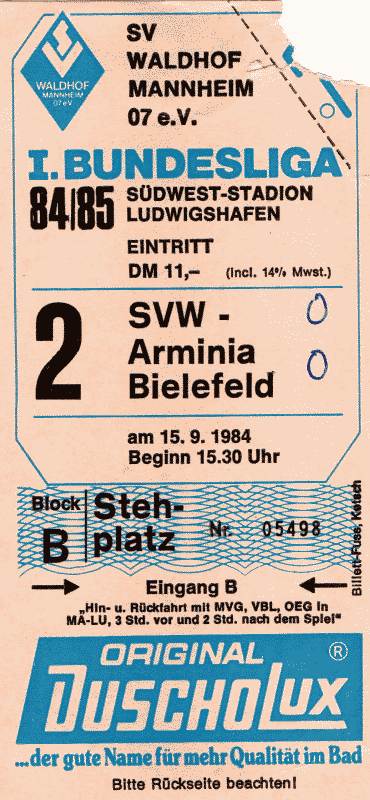 WALDHOF
MANNHEIM
07 e.V.
SV
WALDHOF
MANNHEIM
07 e.V.
I. BUNDESLIGA
84/85
SÜDWEST-STADION
LUDWIGSHAFEN
EINTRITT
DM 11,– (incl. 14% Mwst.)
2
SVW - 0
Arminia 0
Bielefeld
am 15. 9. 1984
Beginn 15.30 Uhr
Block
B
Steh-
platz
Nr. 05498
Billett-Fuss, Ketsch
Eingang B
„Hin- u. Rückfahrt mit MVG, VBL, OEG in
MA-LU, 3 Std. vor und 2 Std. nach dem Spiel"
ORIGINAL ®
DUSCHOLUX
...der gute Name für mehr Qualität im Bad
Bitte Rückseite beachten!